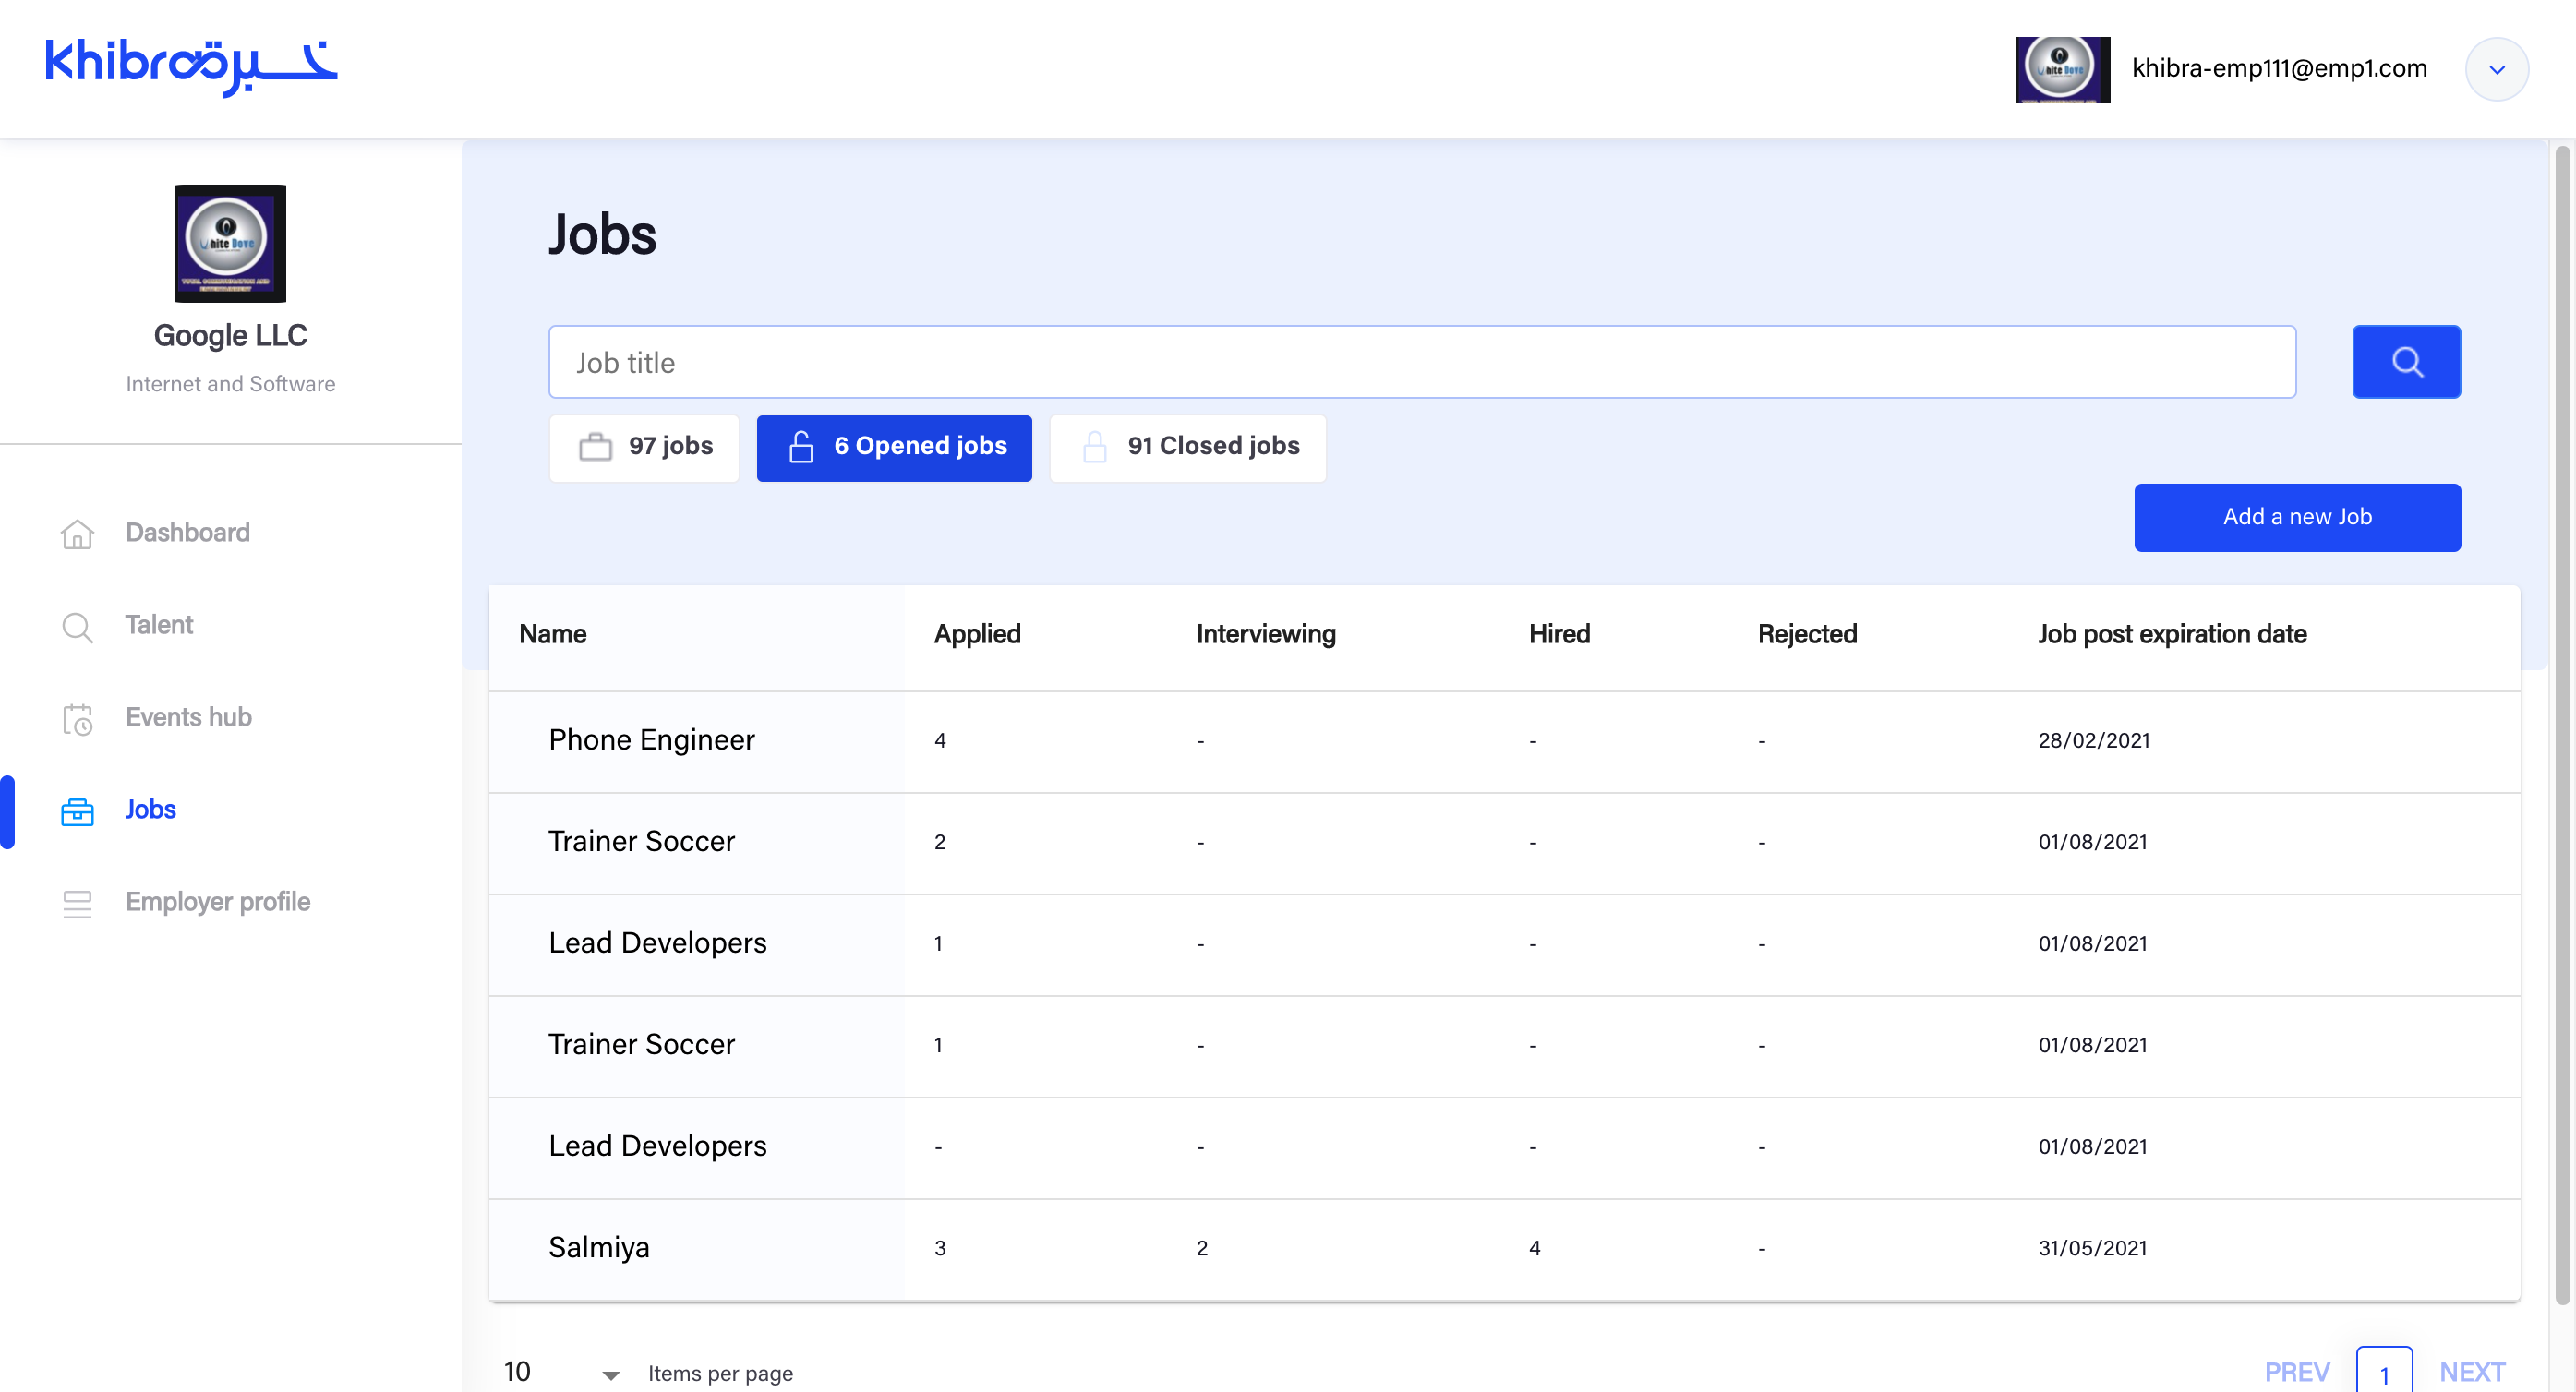 khibra خبرة
khibra-emp111@emp1.com
Google LLC
Internet and Software
Dashboard
Talent
Events hub
Jobs
Employer profile
Jobs
Job title
97 jobs 6 Opened jobs 91 Closed jobs
Add a new Job
Name Applied Interviewing Hired Rejected Job post expiration date
Phone Engineer 4 - - - 28/02/2021
Trainer Soccer 2 - - - 01/08/2021
Lead Developers 1 - - - 01/08/2021
Trainer Soccer 1 - - - 01/08/2021
Lead Developers - - - - 01/08/2021
Salmiya 3 2 4 - 31/05/2021
10 Items per page PREV 1 NEXT